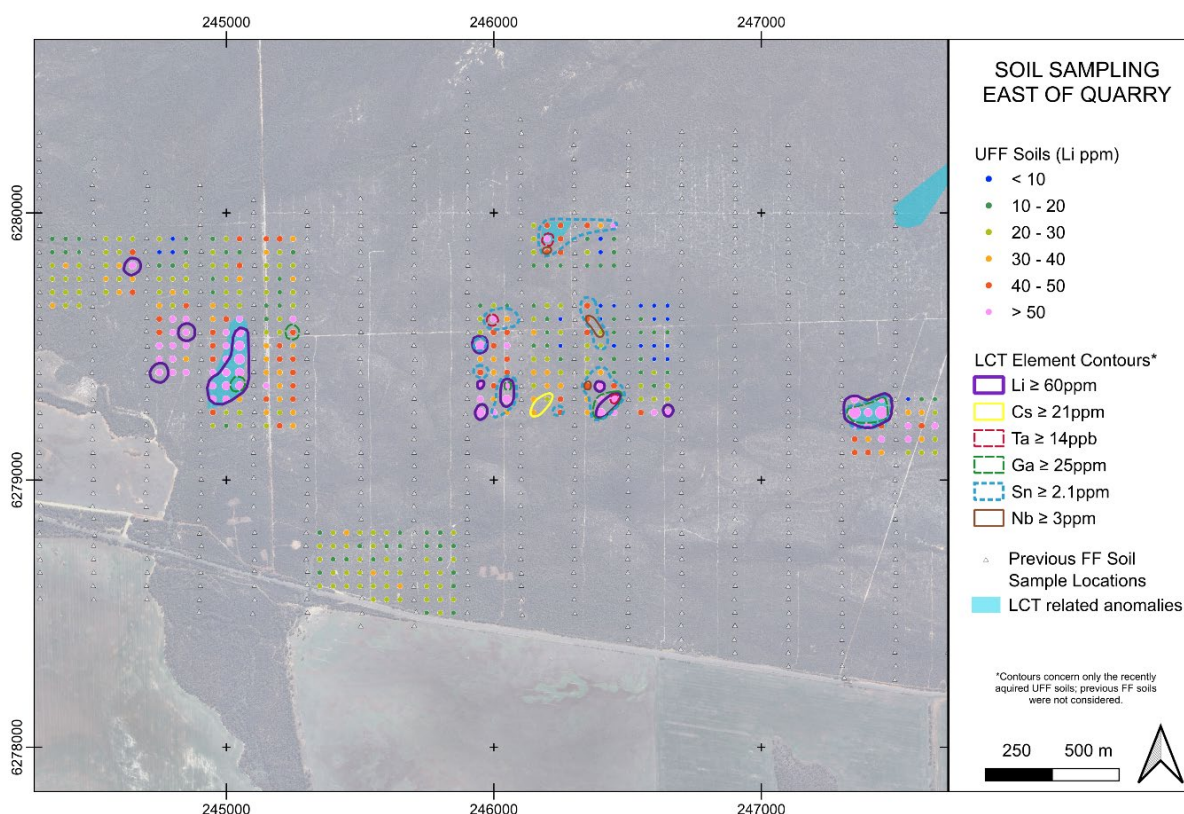 245000
246000
247000
6280000
6279000
6278000
245000
246000
247000
SOIL SAMPLING
EAST OF QUARRY
UFF Soils (Li ppm)
< 10
10 - 20
20 - 30
30 - 40
40 - 50
> 50
LCT Element Contours*
Li ≥ 60ppm
Cs ≥ 21ppm
Ta ≥ 14ppb
Ga ≥ 25ppm
Sn ≥ 2.1ppm
Nb ≥ 3ppm
Previous FF Soil
Sample Locations
LCT related anomalies
*Contours concern only the recently
aquired UFF soils; previous FF soils
were not considered.
250 500 m